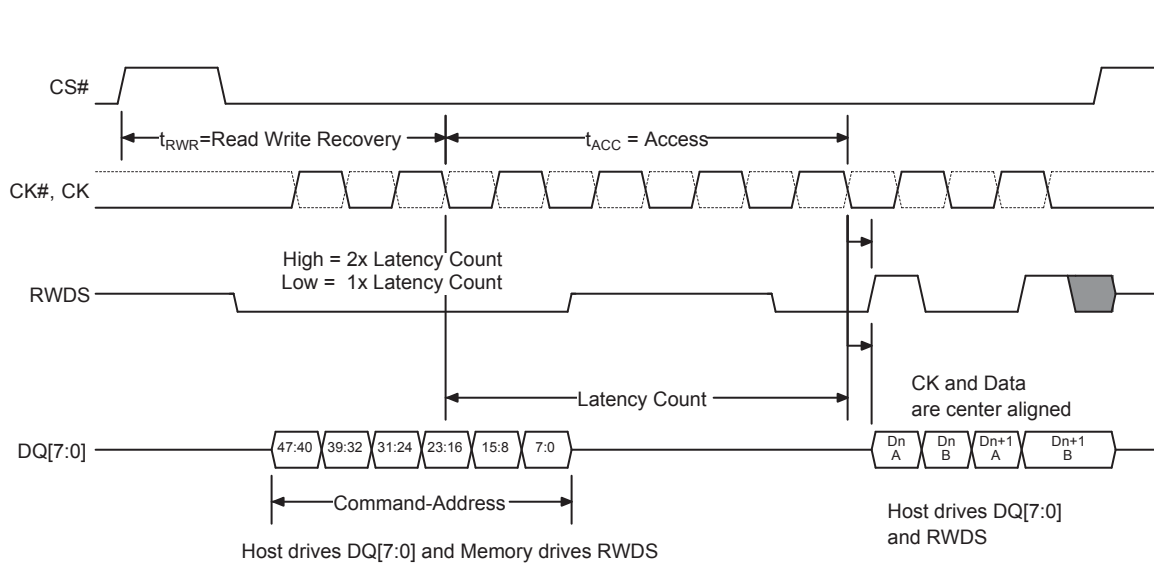 CS#
tRWR=Read Write Recovery
tACC = Access
CK#, CK
High = 2x Latency Count
Low = 1x Latency Count
RWDS
Latency Count
CK and Data
are center aligned
DQ[7:0]
47:40 39:32 31:24 23:16 15:8 7:0
Dn A
Dn B
Dn+1 A
Dn+1 B
Command-Address
Host drives DQ[7:0]
and RWDS
Host drives DQ[7:0] and Memory drives RWDS